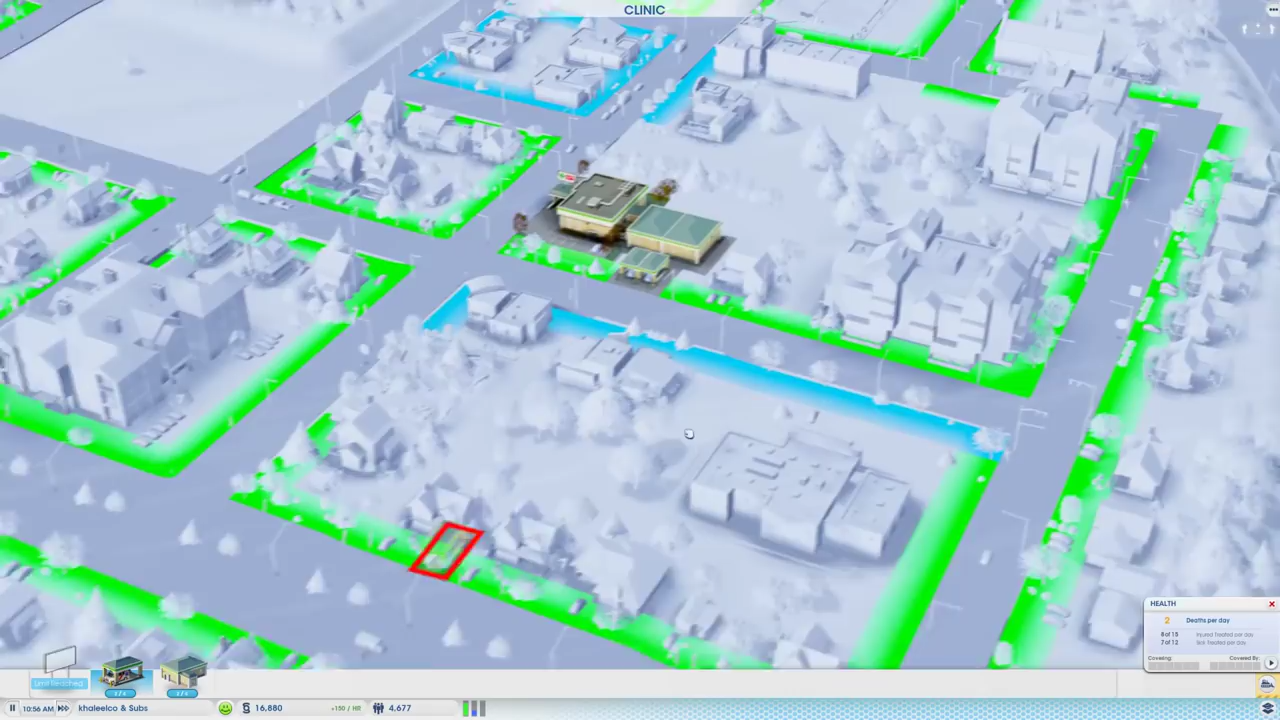 CLINIC
HEALTH
2 Deaths per day
8 of 15 Injured Treated per day
7 of 12 Sick Treated per day
Covering: Covered By:
Limit Reached
10:56 AM khaleelco & Subs 16,880 +150 / HR 4,677